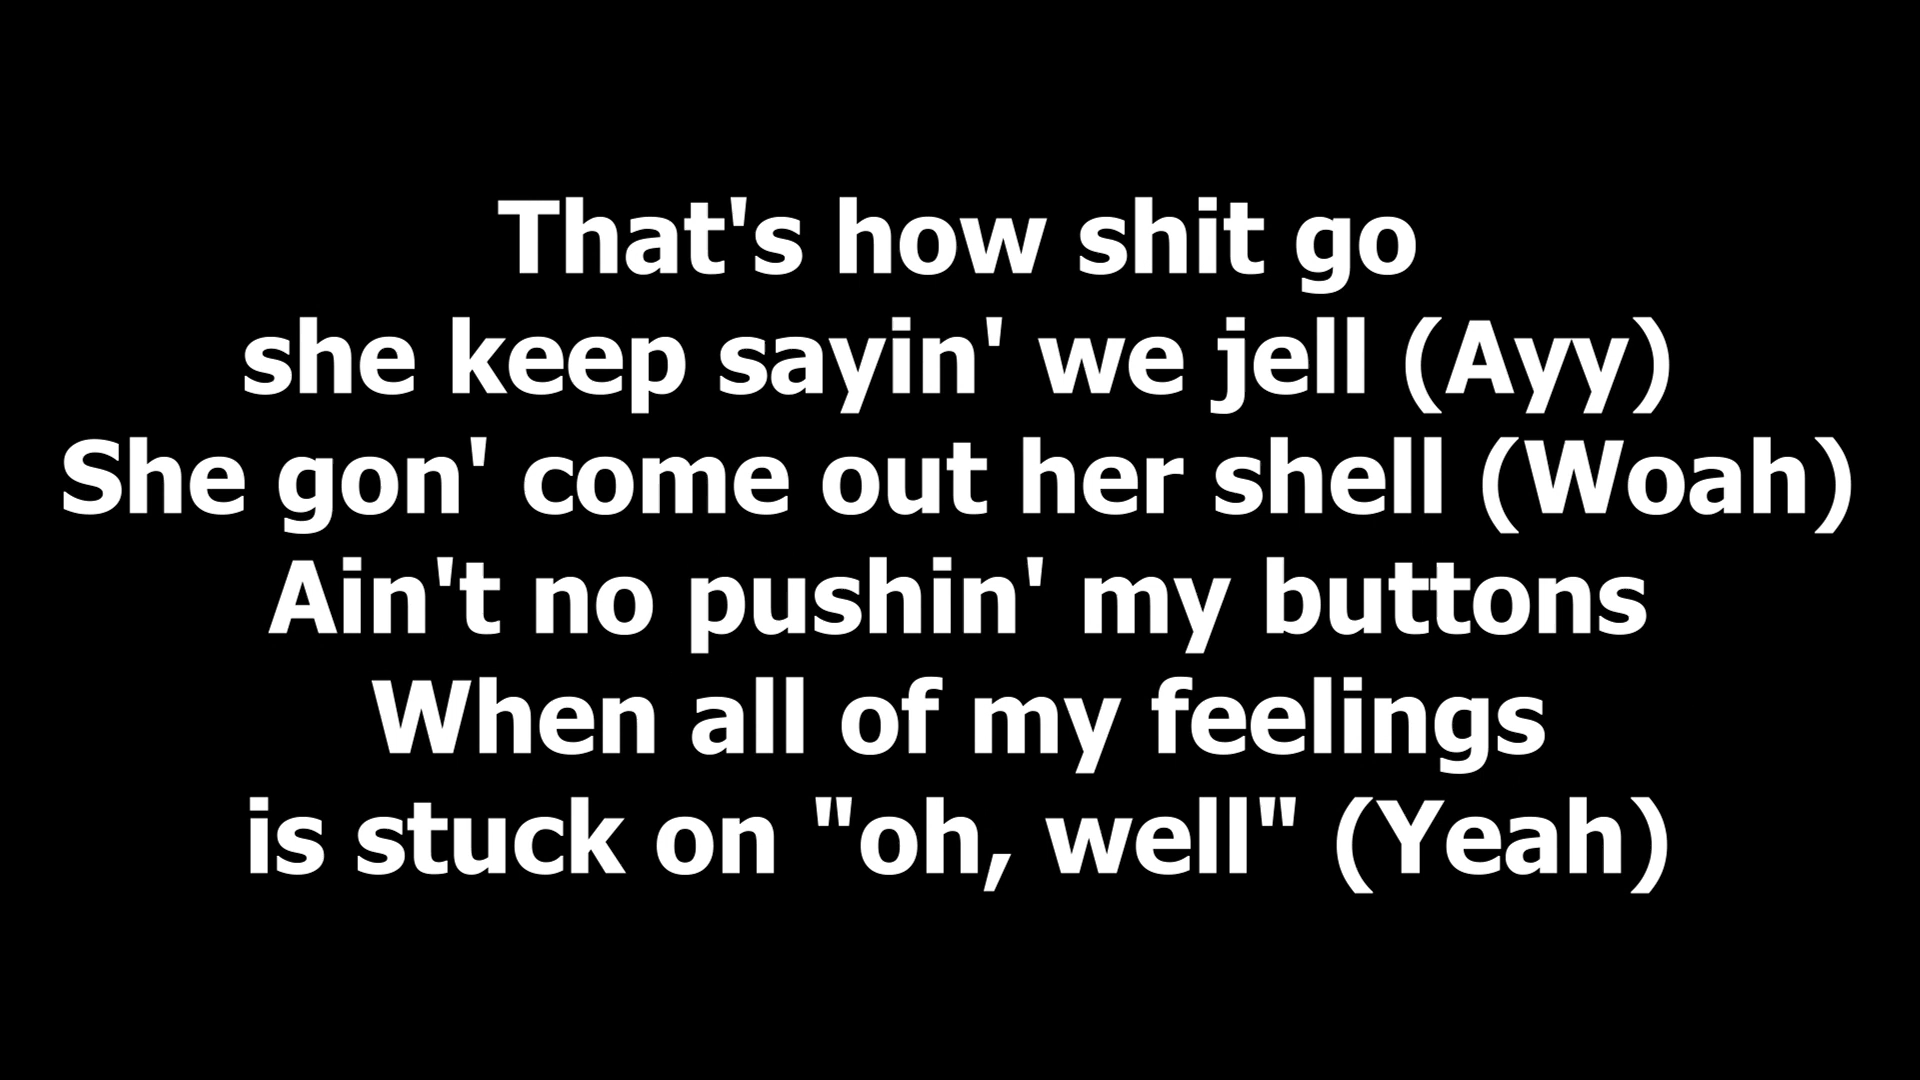 That's how shit go
she keep sayin' we jell (Ayy)
She gon' come out her shell (Woah)
Ain't no pushin' my buttons
When all of my feelings
is stuck on "oh, well" (Yeah)